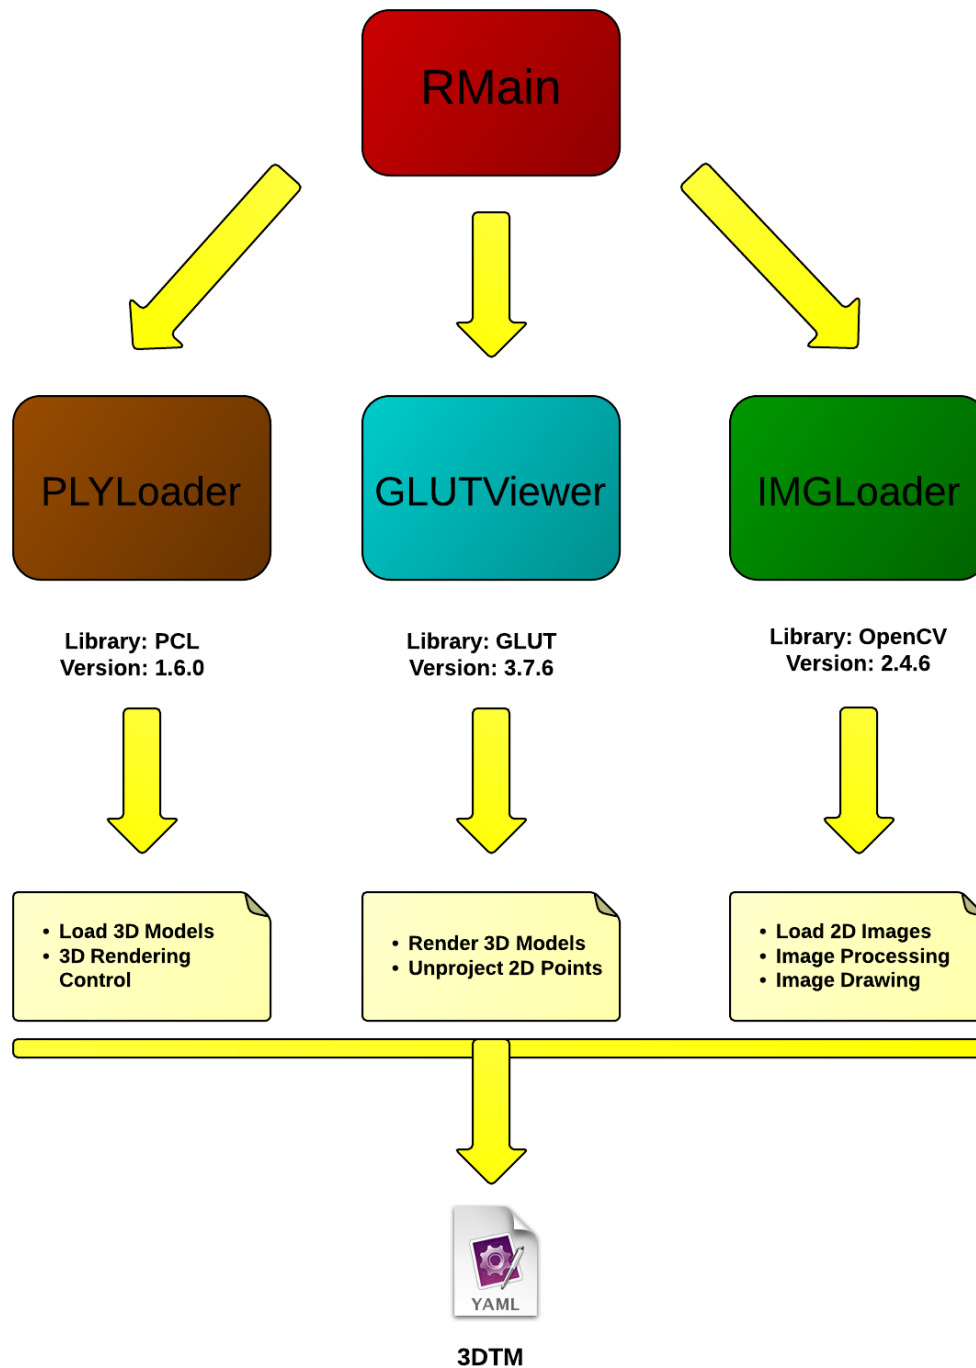 RMain
PLYLoader
GLUTViewer
IMGLoader
Library: PCL
Version: 1.6.0
Library: GLUT
Version: 3.7.6
Library: OpenCV
Version: 2.4.6
• Load 3D Models
• 3D Rendering
Control
• Render 3D Models
• Unproject 2D Points
• Load 2D Images
• Image Processing
• Image Drawing
YAML
3DTM